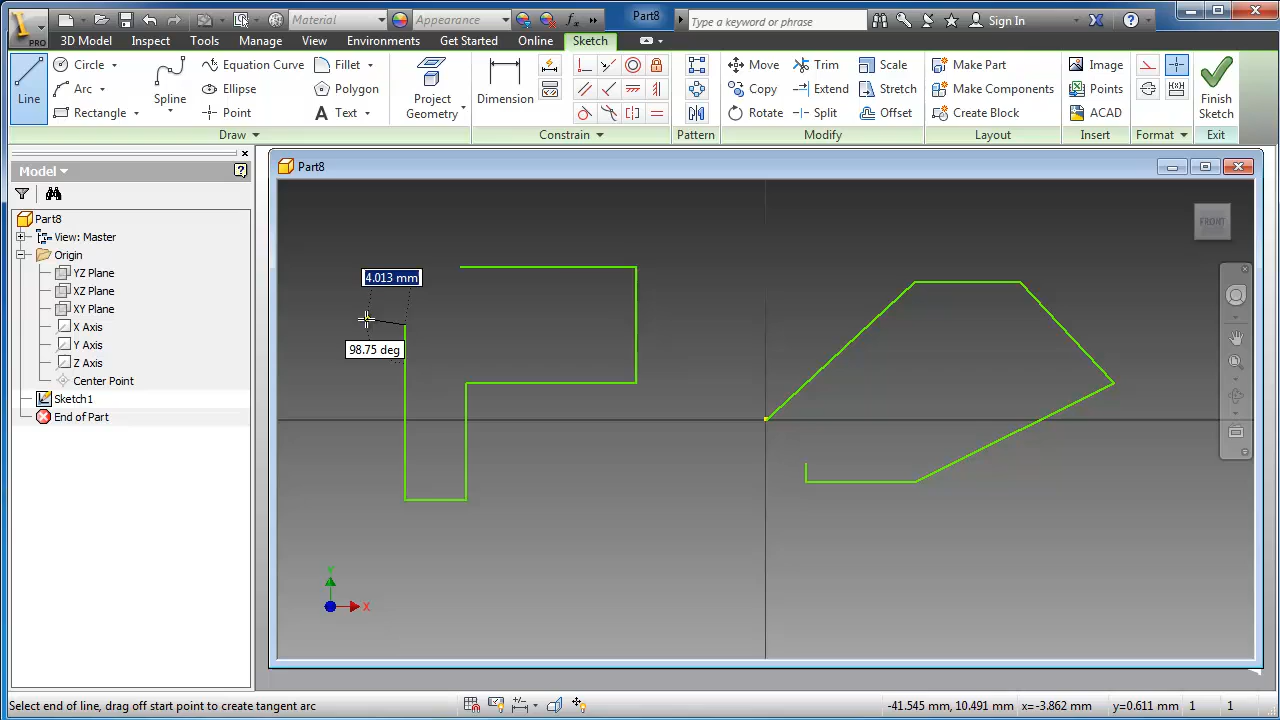 PRO
Material
Appearance
Part8
Type a keyword or phrase
Sign In
3D Model
Inspect
Tools
Manage
View
Environments
Get Started
Online
Sketch
Line
Circle
Arc
Rectangle
Spline
Equation Curve
Ellipse
Point
Fillet
Polygon
A Text
Project
Geometry
Dimension
Move
Copy
Rotate
Trim
Extend
Split
Scale
Stretch
Offset
Make Part
Make Components
Create Block
Image
Points
ACAD
Finish
Sketch
Draw
Constrain
Pattern
Modify
Layout
Insert
Format
Exit
Model
Part8
View: Master
Origin
YZ Plane
XZ Plane
XY Plane
X Axis
Y Axis
Z Axis
Center Point
Sketch1
End of Part
Part8
FRONT
4.013 mm
98.75 deg
Y
X
Select end of line, drag off start point to create tangent arc
-41.545 mm, 10.491 mm
x=-3.862 mm
y=0.611 mm
1
1